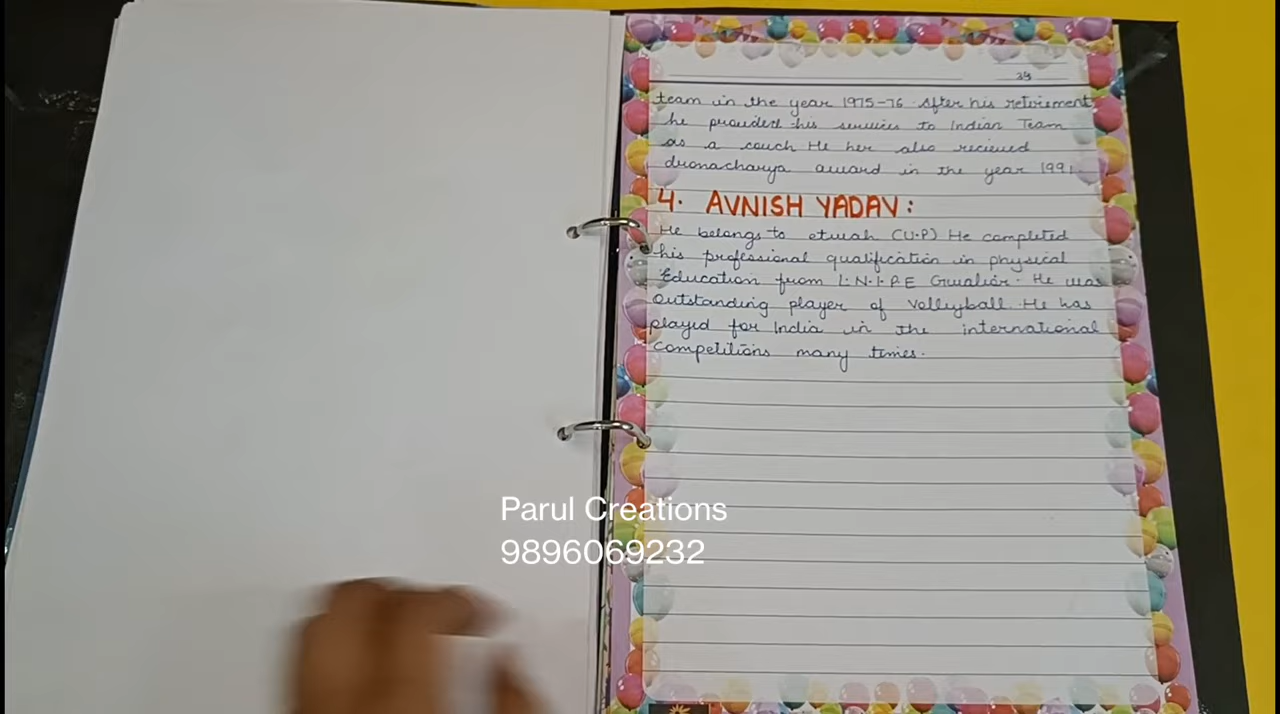 39
team in the year 1975-76 After his retirement
he provided his services to Indian Team
as a couch He her also recieved
dronacharya award in the year 1991
4. AVNISH YADAV:
He belongs to etwah (U.P) He completed
his professional qualification in physical
Education from L.N.I.P.E Gwalior. He was
outstanding player of Volleyball. He has
played for India in the international
competitions many times.
Parul Creations
9896069232